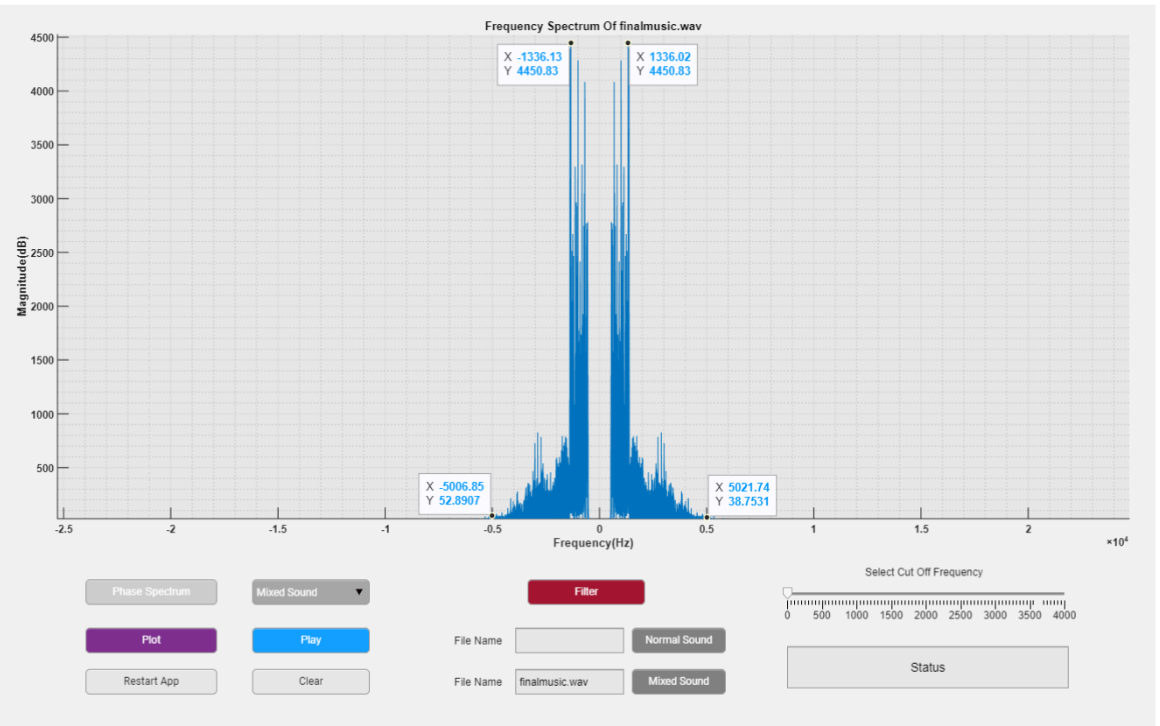 Frequency Spectrum Of finalmusic.wav
4500
4000
3500
3000
2500
2000
1500
1000
500
Magnitude(dB)
X -1336.13
Y 4450.83
X 1336.02
Y 4450.83
X -5006.85
Y 52.8907
X 5021.74
Y 38.7531
-2.5 -2 -1.5 -1 -0.5 0 0.5 1 1.5 2
Frequency(Hz)
×10⁴
Select Cut Off Frequency
Phase Spectrum Mixed Sound Filter
0 500 1000 1500 2000 2500 3000 3500 4000
Plot Play File Name Normal Sound
Status
Restart App Clear File Name finalmusic.wav Mixed Sound